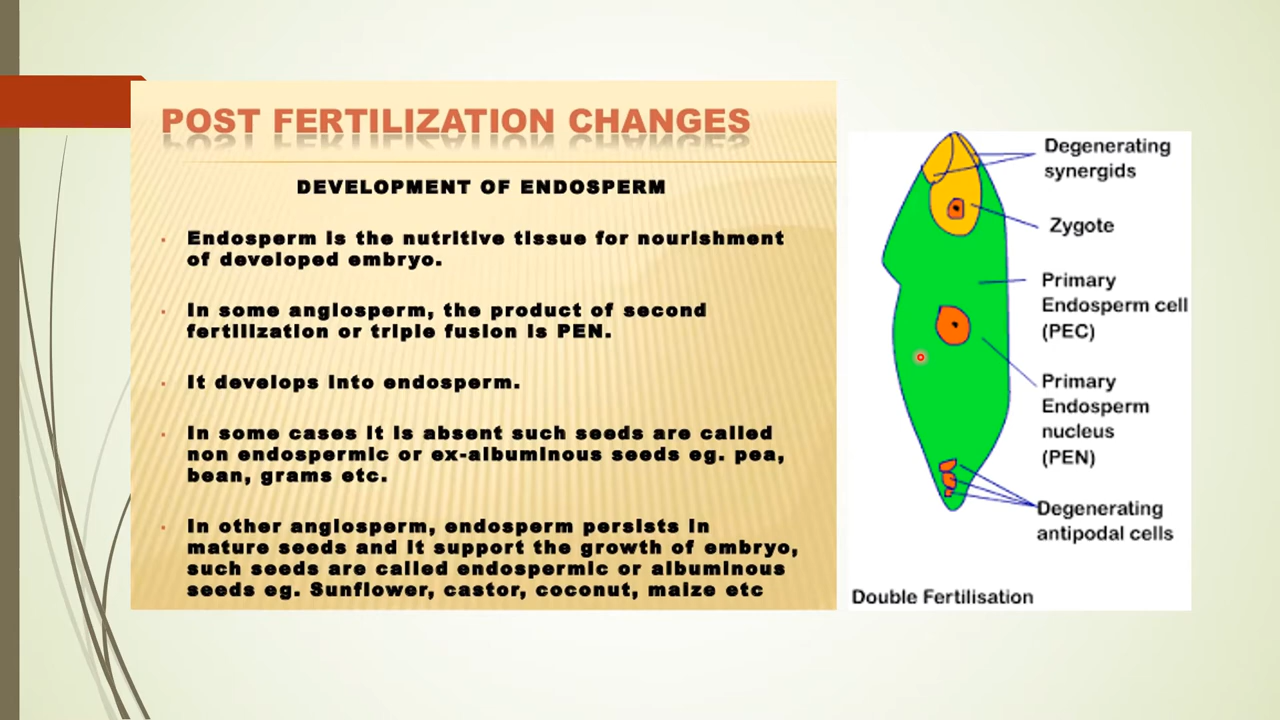 POST FERTILIZATION CHANGES
DEVELOPMENT OF ENDOSPERM
Endosperm is the nutritive tissue for nourishment
of developed embryo.
In some angiosperm, the product of second
fertilization or triple fusion is PEN.
It develops into endosperm.
In some cases it is absent such seeds are called
non endospermic or ex-albuminous seeds eg. pea,
bean, grams etc.
In other angiosperm, endosperm persists in
mature seeds and it support the growth of embryo,
such seeds are called endospermic or albuminous
seeds eg. Sunflower, castor, coconut, maize etc
Degenerating
synergids
Zygote
Primary
Endosperm cell
(PEC)
Primary
Endosperm
nucleus
(PEN)
Degenerating
antipodal cells
Double Fertilisation